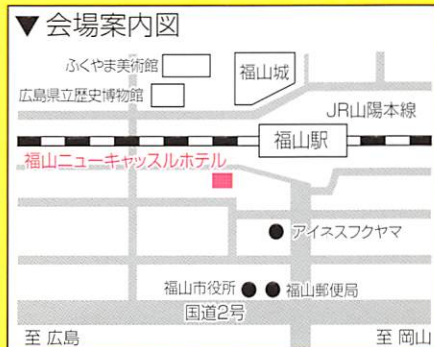 ▼ 会場案内図
ふくやま美術館
福山城
広島県立歴史博物館
JR山陽本線
福山駅
福山ニューキャッスルホテル
アイネスフクヤマ
福山市役所
福山郵便局
国道2号
至 広島
至 岡山